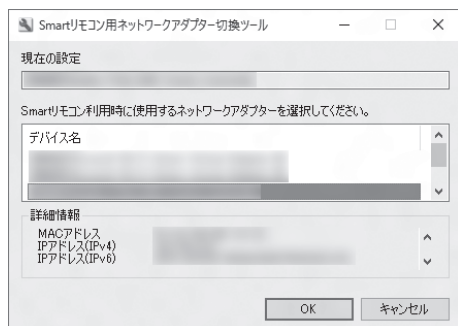 Smartリモコン用ネットワークアダプター切換ツール
現在の設定
Smartリモコン利用時に使用するネットワークアダプターを選択してください。
デバイス名
詳細情報
MACアドレス
IPアドレス(IPv4)
IPアドレス(IPv6)
OK
キャンセル